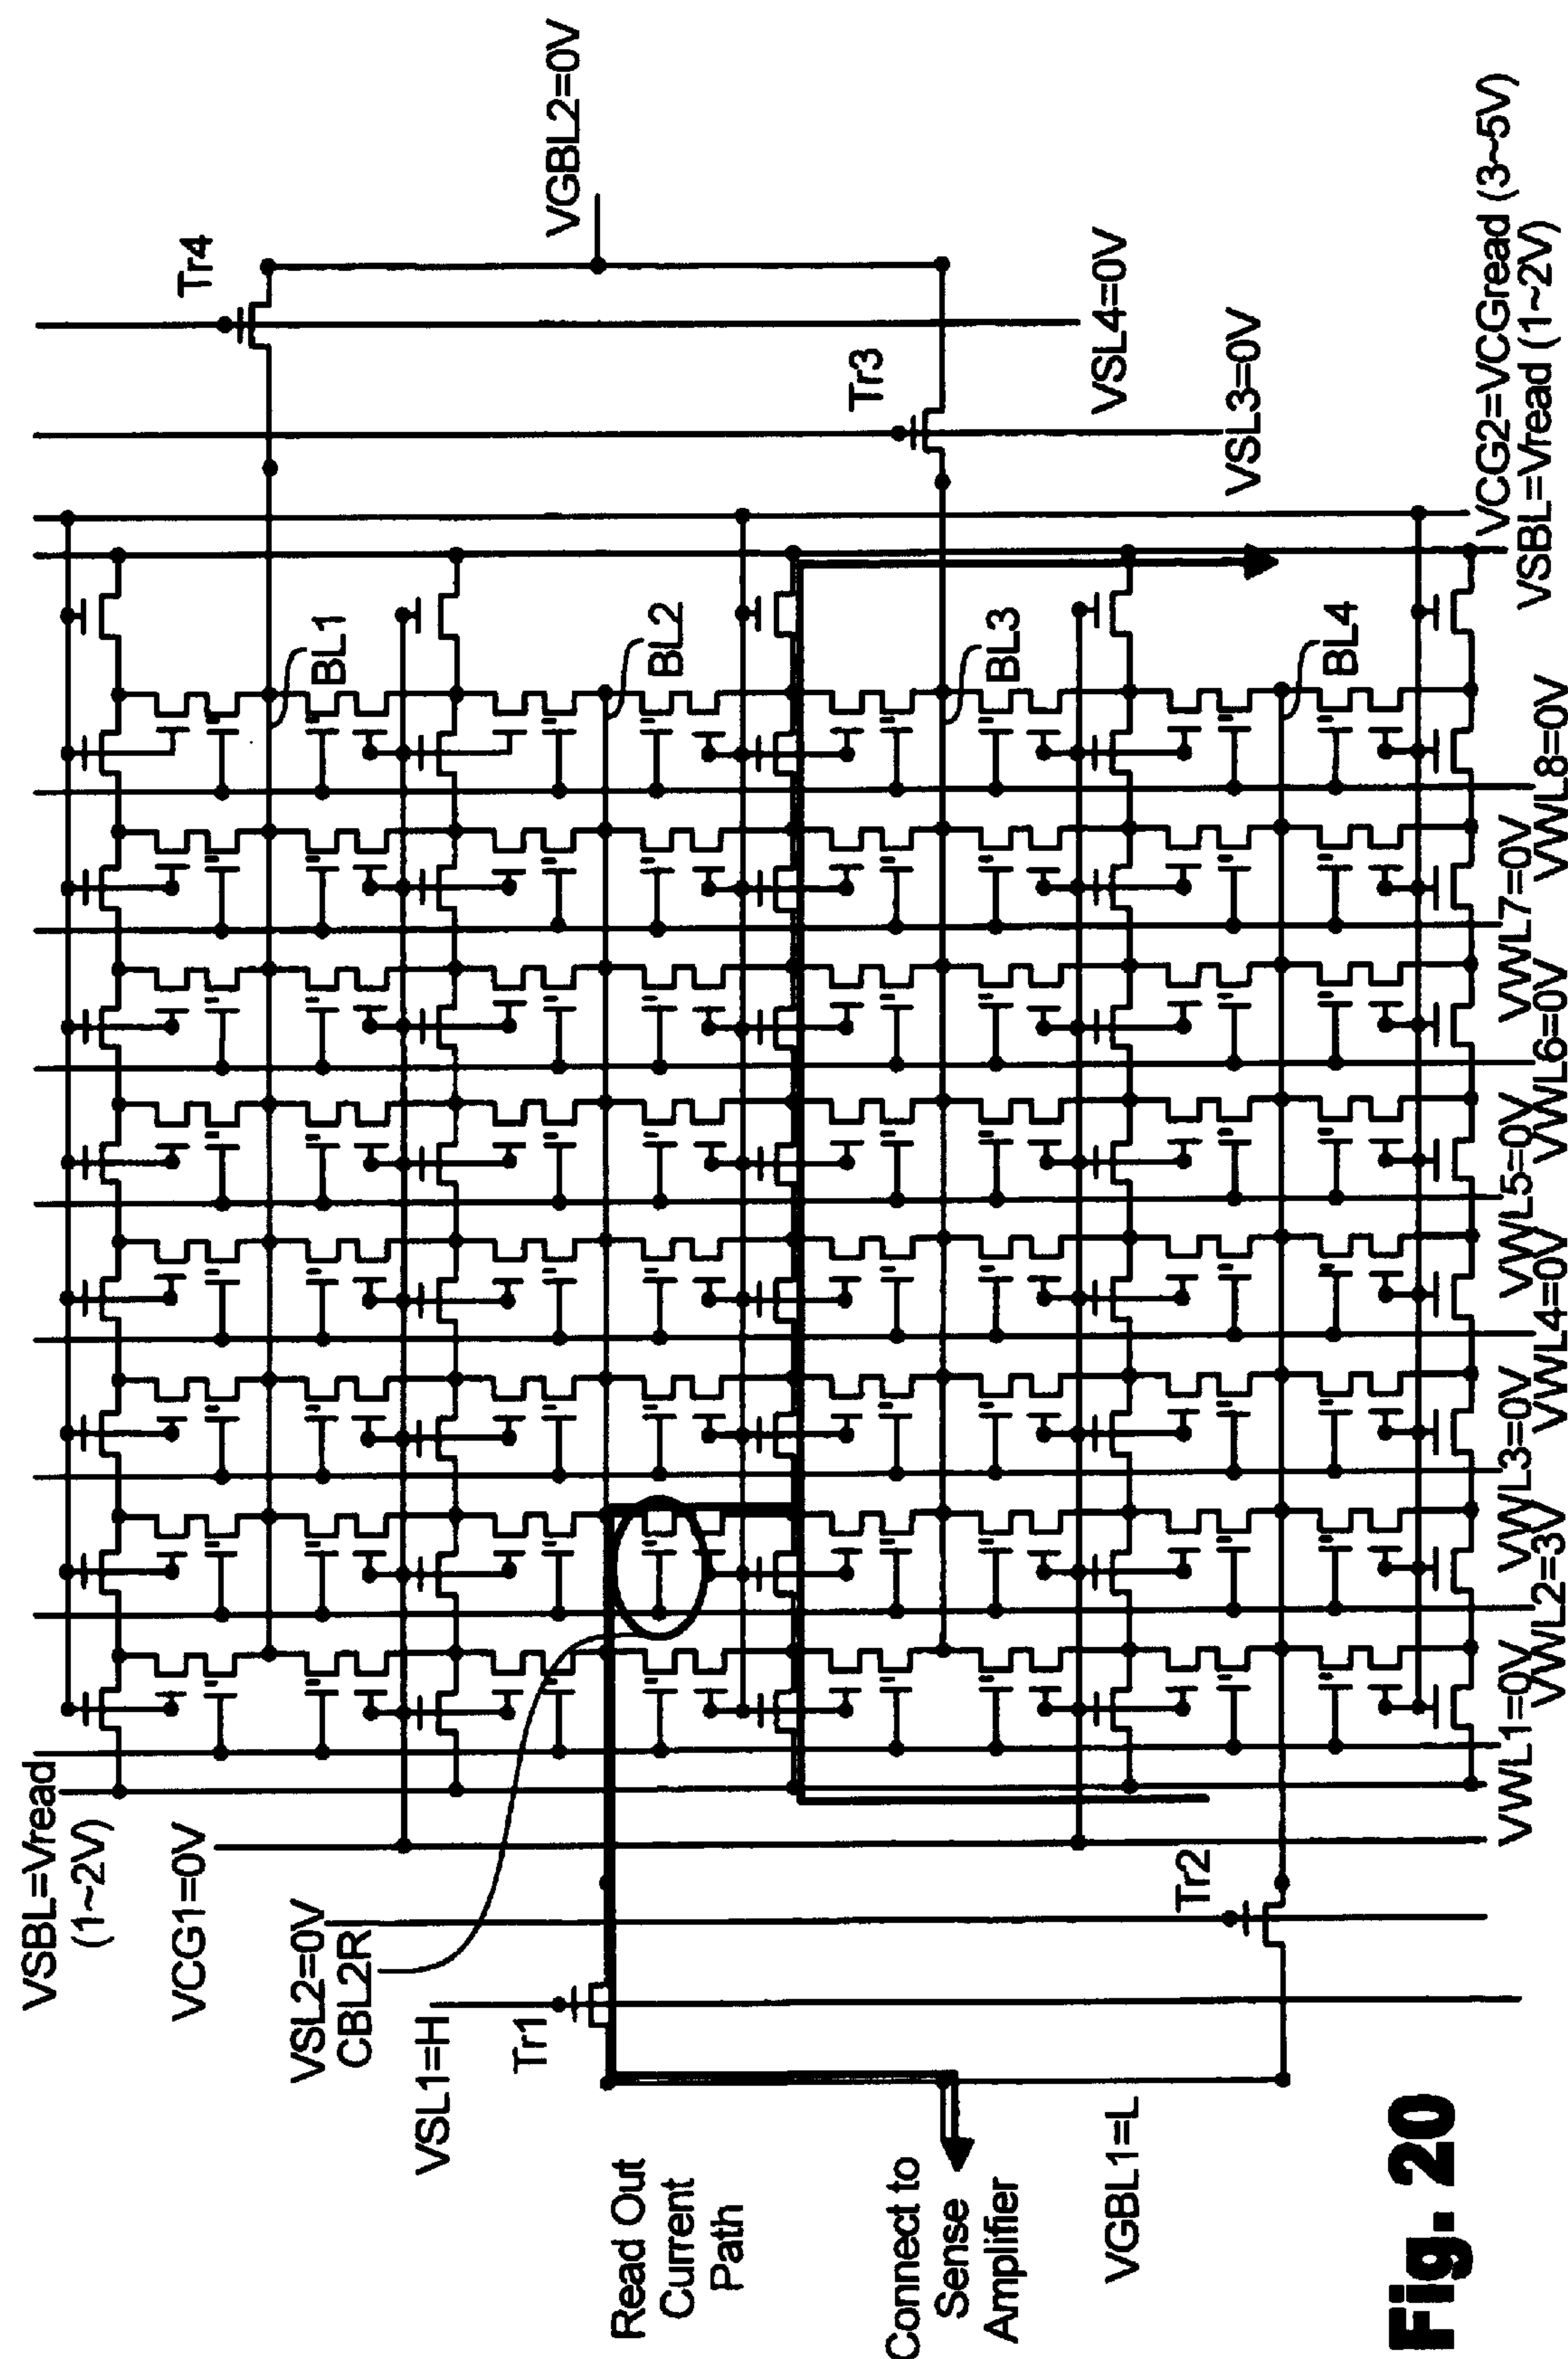 VSBL=Vread
(1~2V)
VCG1=0V
VSL2=0V
CBL2R
VSL1=H
Tr1
Read Out
Current
Path
Connect to
Sense
Amplifier
VGBL1=L
Tr2
BL1
BL2
BL3
BL4
Tr4
VGBL2=0V
Tr3
VSL4=0V
VSL3=0V
VCG2=VCGread (3~5V)
VSBL=Vread (1~2V)
VWL1=0V
VWL2=3V
VWL3=0V
VWL4=0V
VWL5=0V
VWL6=0V
VWL7=0V
VWL8=0V
Fig. 20